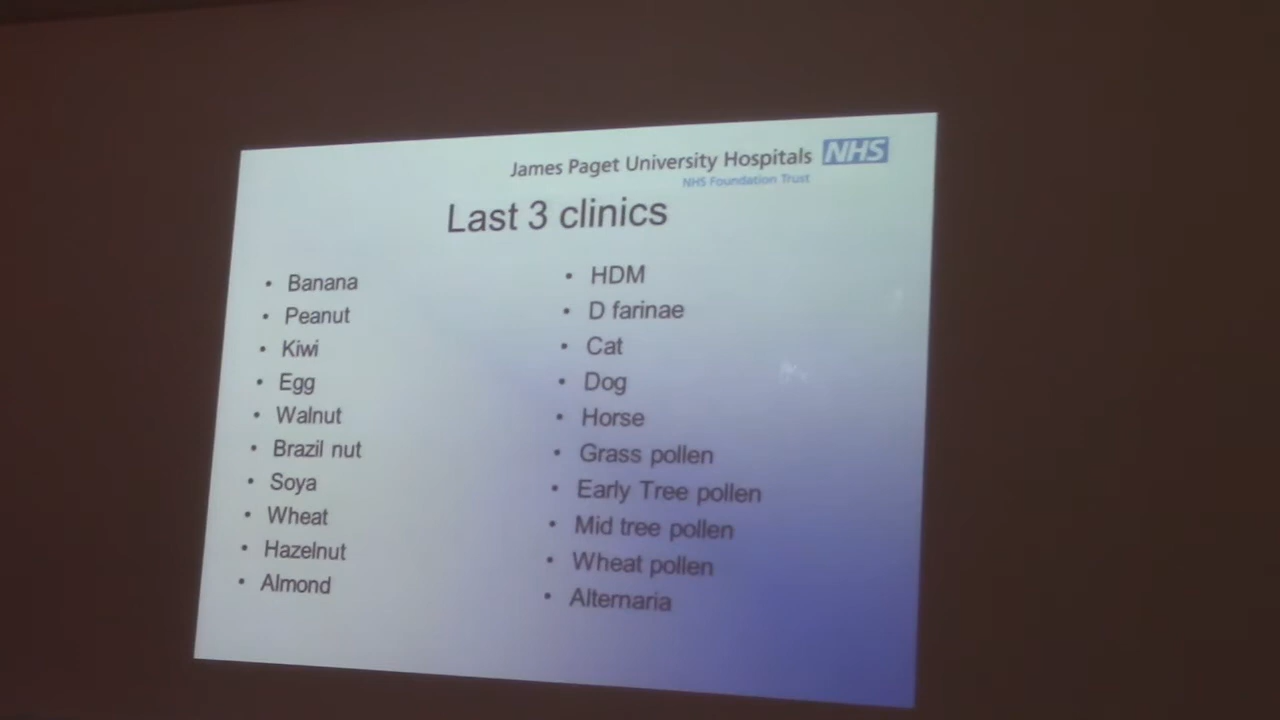 James Paget University Hospitals NHS
NHS Foundation Trust
Last 3 clinics
• Banana
• Peanut
• Kiwi
• Egg
• Walnut
• Brazil nut
• Soya
• Wheat
• Hazelnut
• Almond
• HDM
• D farinae
• Cat
• Dog
• Horse
• Grass pollen
• Early Tree pollen
• Mid tree pollen
• Wheat pollen
• Alternaria